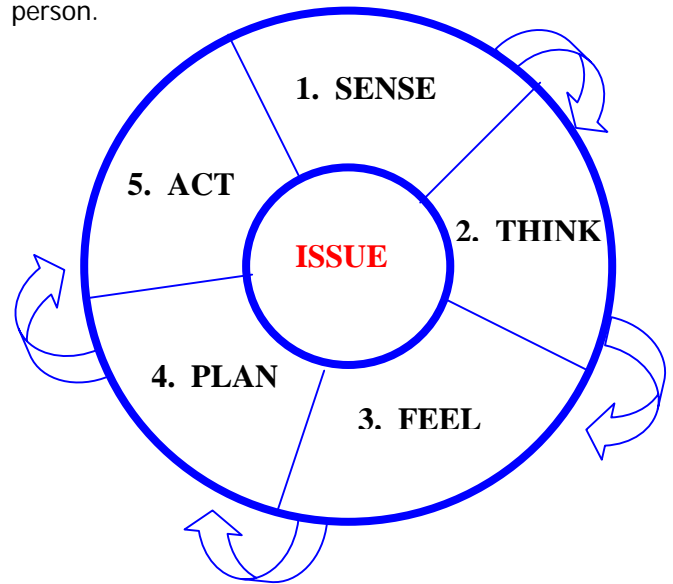 person.
1. SENSE
2. THINK
3. FEEL
4. PLAN
5. ACT
ISSUE